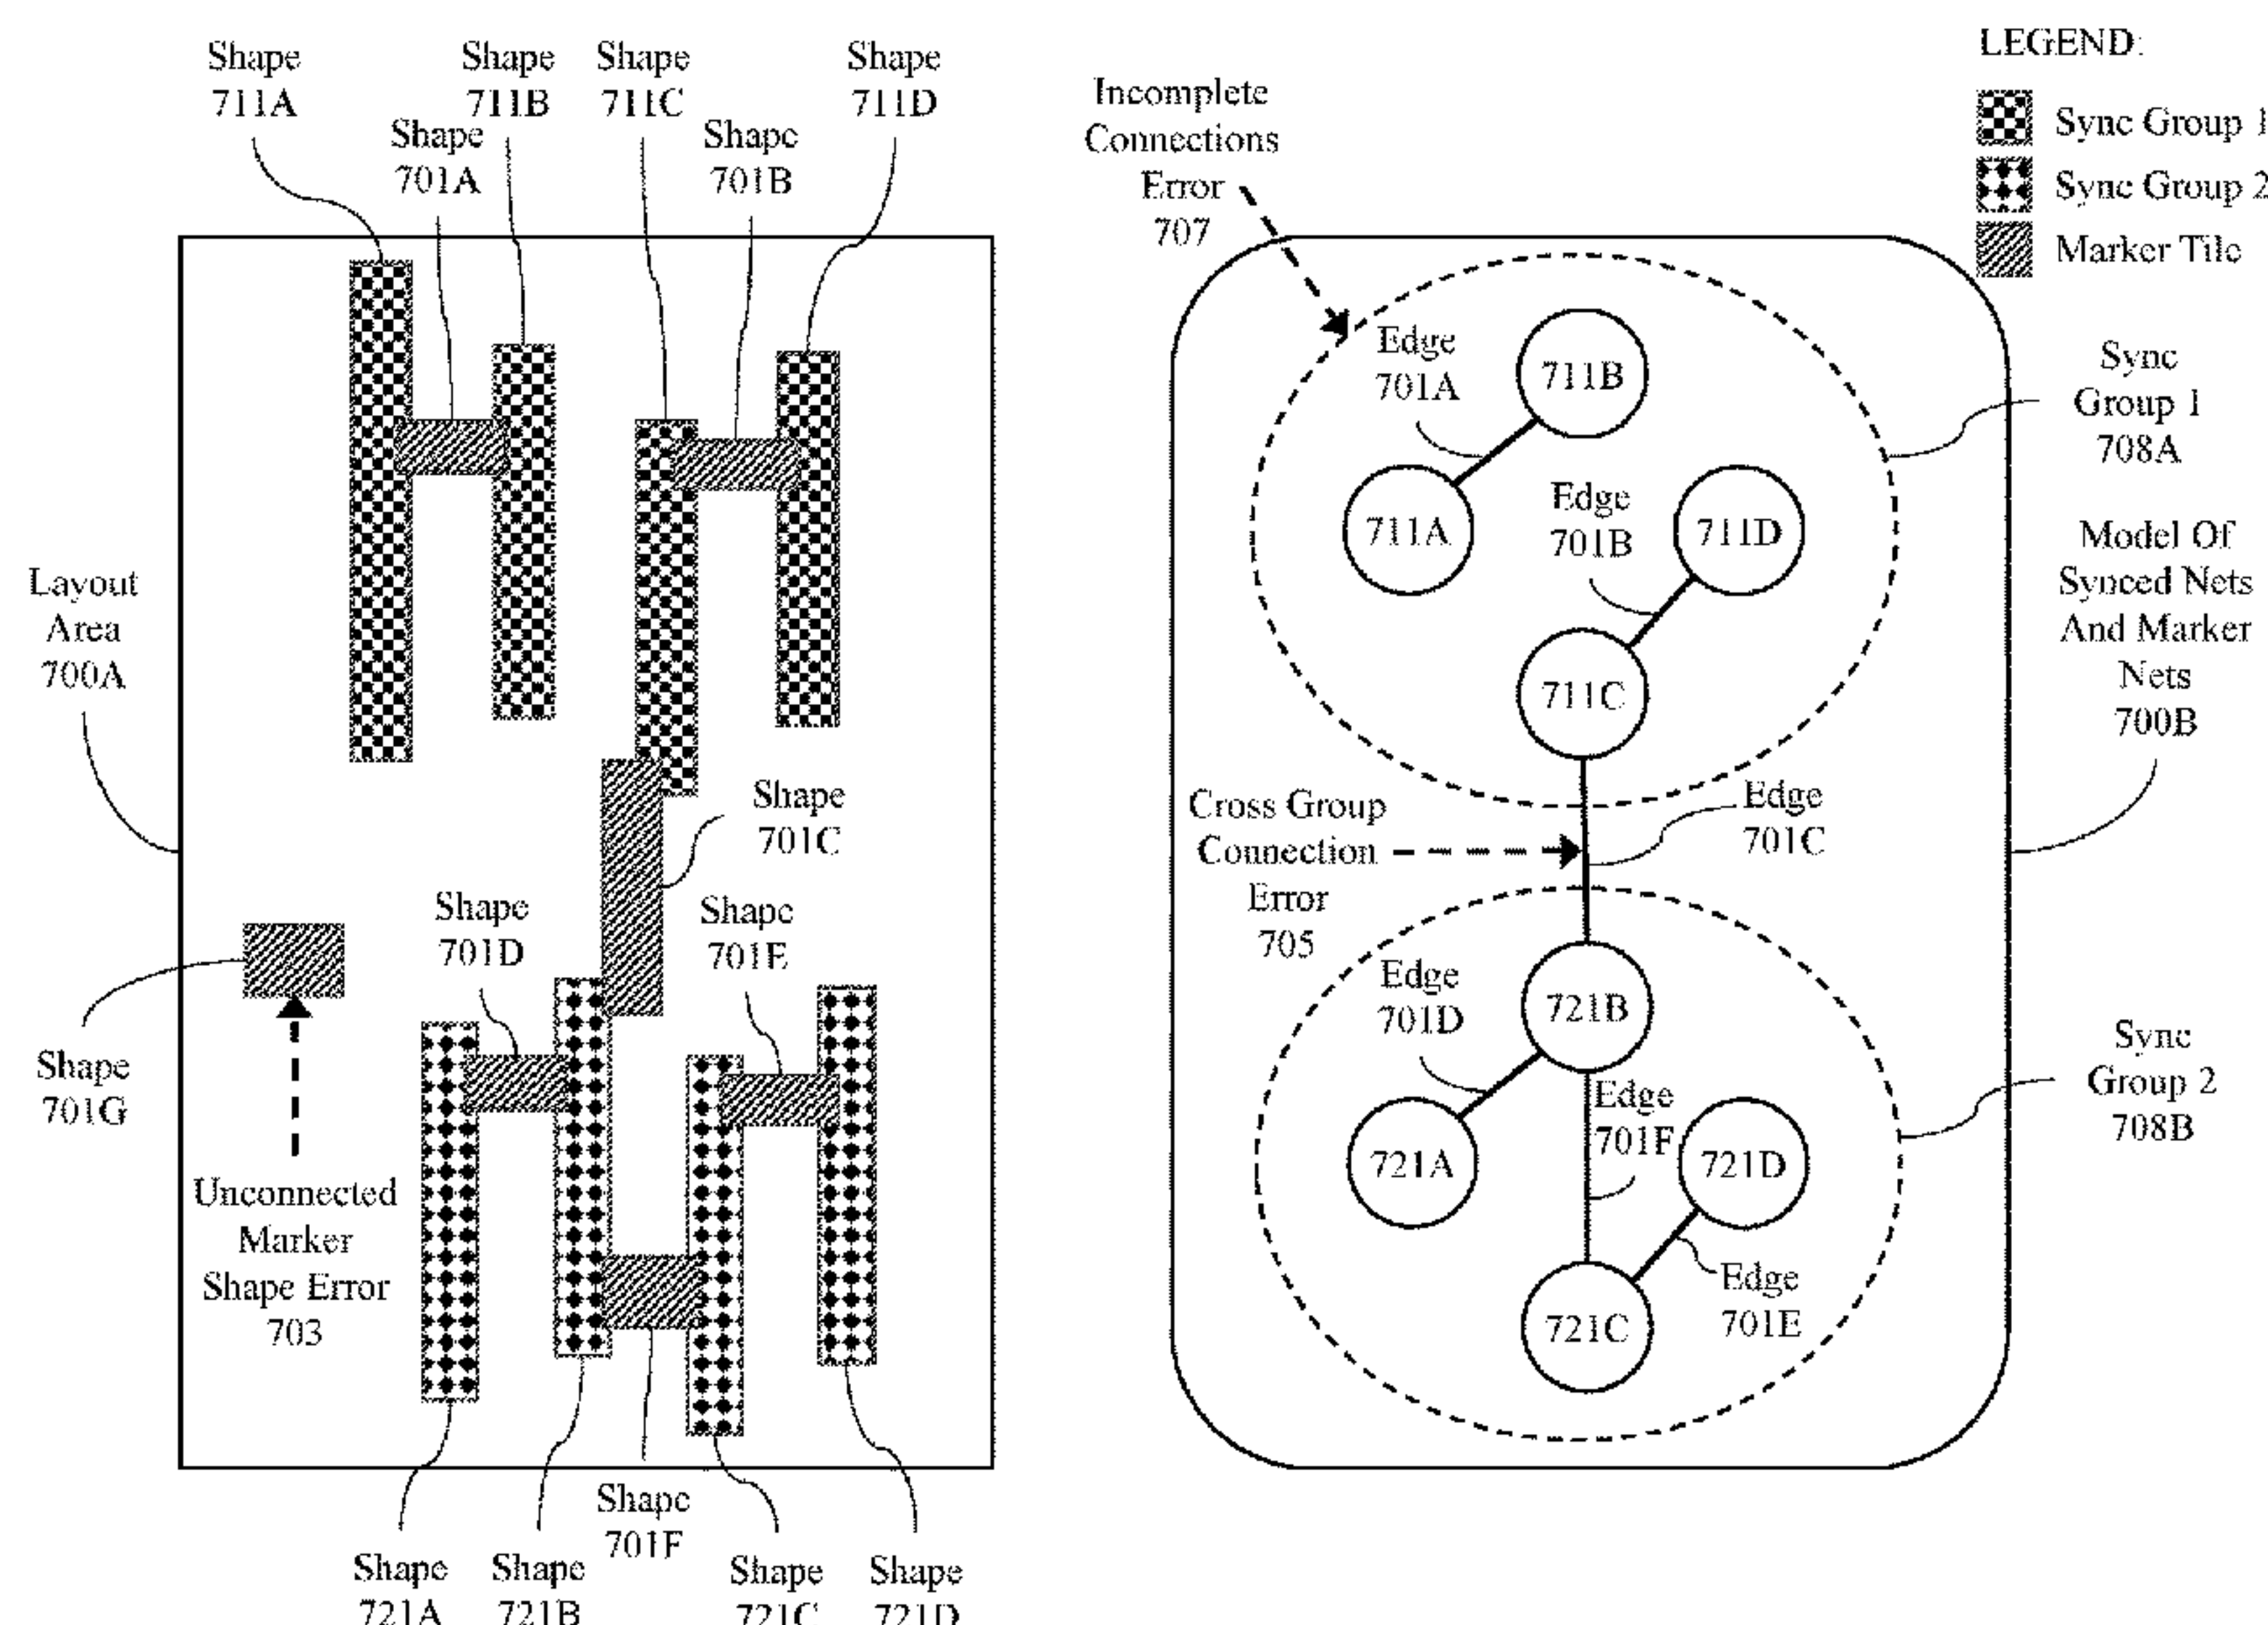 Shape
711A
Shape
701A
Shape
711B
Shape
711C
Shape
701B
Shape
711D
Layout
Area
700A
Shape
701C
Shape
701D
Shape
701E
Shape
701G
Unconnected
Marker
Shape Error
703
Shape
721A
Shape
721B
Shape
701F
Shape
721C
Shape
721D
Incomplete
Connections
Error
707
Edge
701A
711B
711A
Edge
701B
711D
711C
Cross Group
Connection
Error
705
Edge
701C
Edge
701D
721B
721A
Edge
701F
721D
721C
Edge
701E
LEGEND:
Sync Group 1
Sync Group 2
Marker Tile
Sync
Group 1
708A
Model Of
Synced Nets
And Marker
Nets
700B
Sync
Group 2
708B